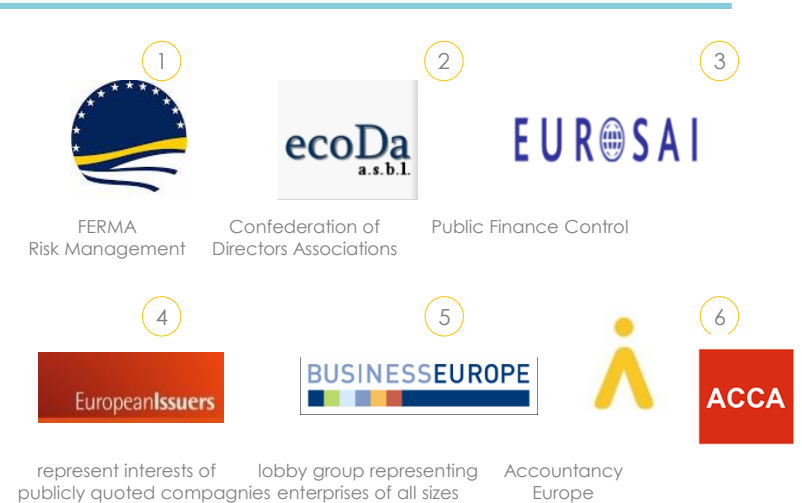 1
2
3
ecoDa
a.s.b.l.
EUROSAI
FERMA
Risk Management
Confederation of
Directors Associations
Public Finance Control
4
5
6
EuropeanIssuers
BUSINESSEUROPE
ACCA
represent interests of
publicly quoted compagnies
lobby group representing
enterprises of all sizes
Accountancy
Europe